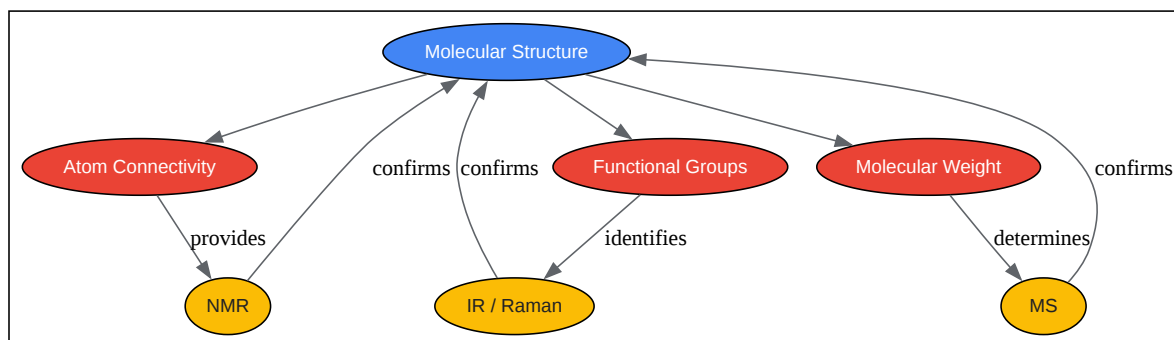 Molecular Structure
Atom Connectivity
confirms
confirms
Functional Groups
Molecular Weight
confirms
provides
identifies
determines
NMR
IR / Raman
MS